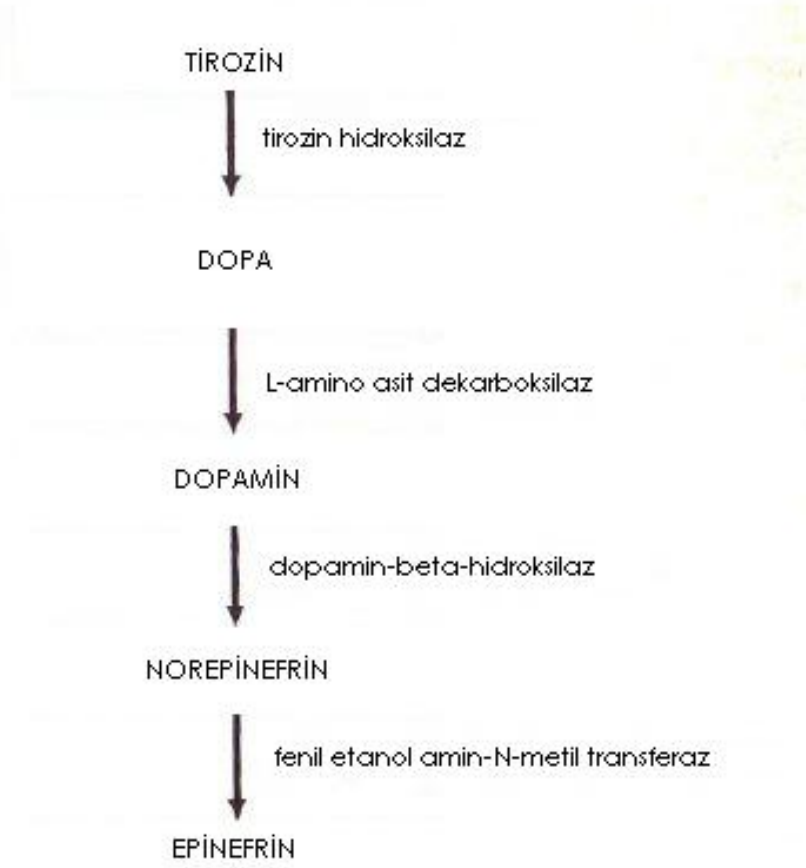 TİROZİN
tirozin hidroksilaz
DOPA
L-amino asit dekarboksilaz
DOPAMİN
dopamin-beta-hidroksilaz
NOREPİNEFRİN
fenil etanol amin-N-metil transferaz
EPİNEFRİN